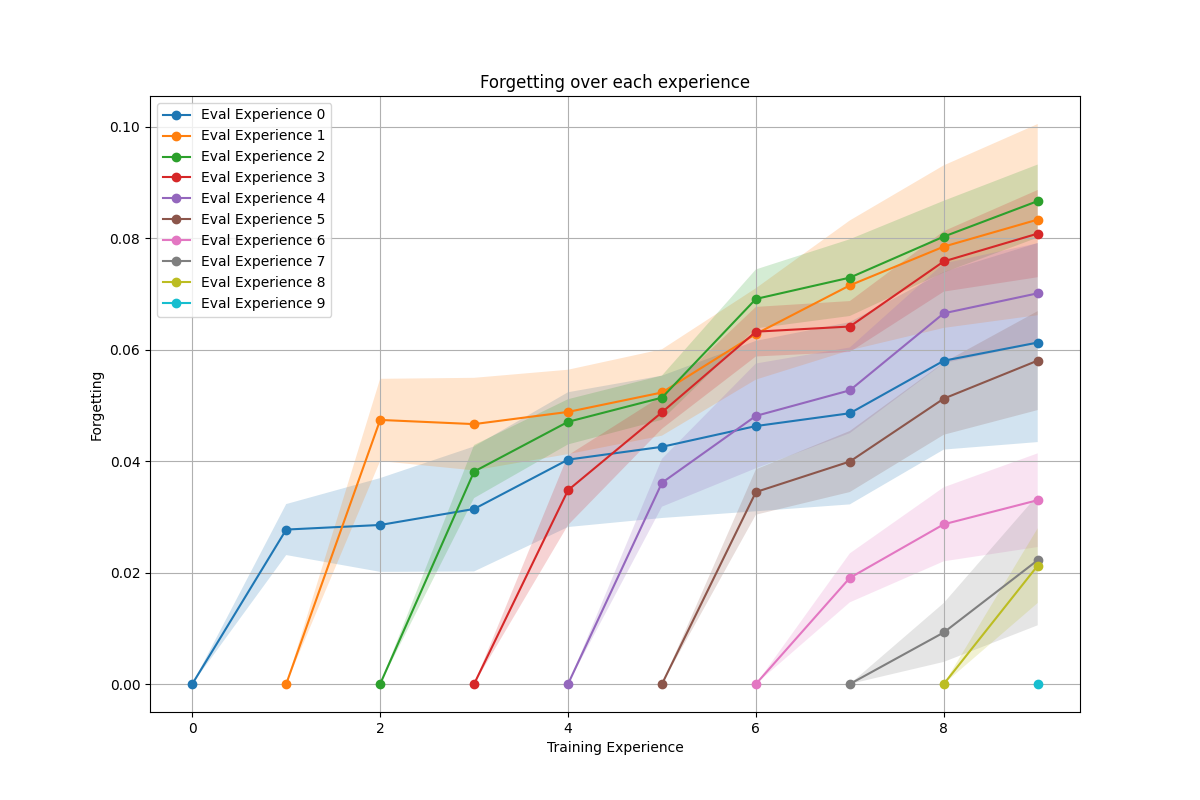 Forgetting over each experience
Eval Experience 0
Eval Experience 1
Eval Experience 2
Eval Experience 3
Eval Experience 4
Eval Experience 5
Eval Experience 6
Eval Experience 7
Eval Experience 8
Eval Experience 9
0.10
0.08
0.06
0.04
0.02
0.00
Forgetting
0 2 4 6 8
Training Experience